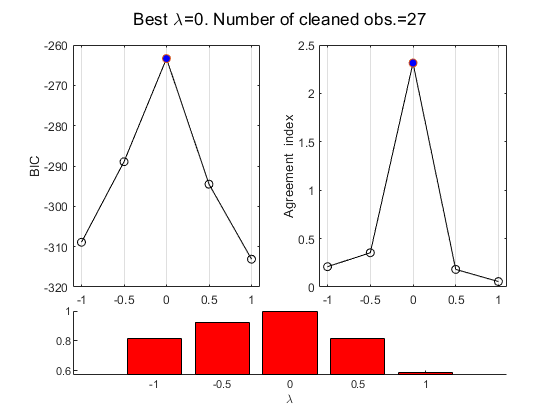 Best λ=0. Number of cleaned obs.=27
-260
-270
-280
-290
-300
-310
-320
BIC
-1 -0.5 0 0.5 1
2.5
2
1.5
1
0.5
0
Agreement index
-1 -0.5 0 0.5 1
1
0.8
0.6
-1 -0.5 0 0.5 1
λ